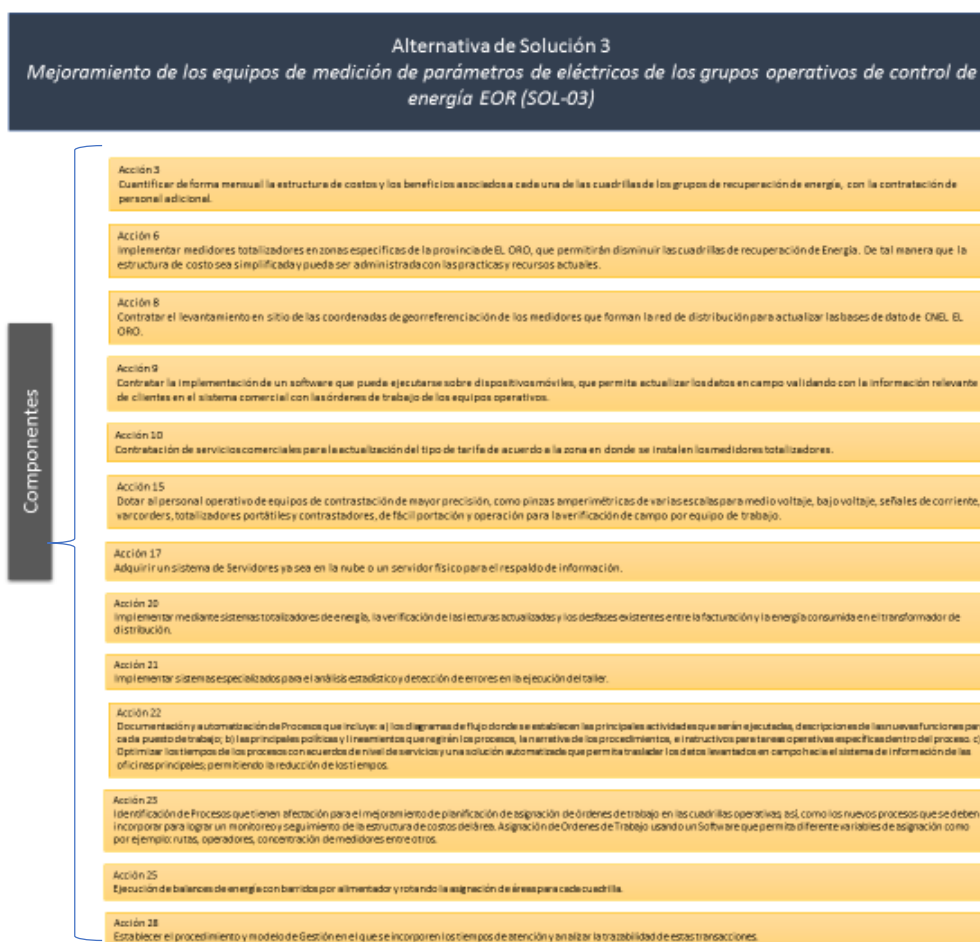 Alternativa de Solución 3
Mejoramiento de los equipos de medición de parámetros de eléctricos de los grupos operativos de control de
energía EOR (SOL-03)
Componentes
Acción 3
Cuantificar de forma mensual la estructura de costos y los beneficios asociados a cada una de las cuadrillas de los grupos de recuperación de energía, con la contratación de
personal adicional.
Acción 6
Implementar medidores totalizadores en zonas específicas de la provincia de EL ORO, que permitirán disminuir las cuadrillas de recuperación de Energía. De tal manera que la
estructura de costo sea simplificada y pueda ser administrada con las practicas y recursos actuales.
Acción 8
Contratar el levantamiento en sitio de las coordenadas de georreferenciación de los medidores que forman la red de distribución para actualizar las bases de dato de CNEL EL
ORO.
Acción 9
Contratar la implementación de un software que pueda ejecutarse sobre dispositivos móviles, que permita actualizar los datos en campo validando con la información relevante
de clientes en el sistema comercial con las órdenes de trabajo de los equipos operativos.
Acción 10
Contratación de servicios comerciales para la actualización del tipo de tarifa de acuerdo a la zona en donde se instalen los medidores totalizadores.
Acción 15
Dotar al personal operativo de equipos de contrastación de mayor precisión, como pinzas amperimétricas de varias escalas para medio voltaje, bajo voltaje, señales de corriente,
varcorders, totalizadores portátiles y contrastadores, de fácil portación y operación para la verificación de campo por equipo de trabajo.
Acción 17
Adquirir un sistema de Servidores ya sea en la nube o un servidor físico para el respaldo de información.
Acción 20
Implementar mediante sistemas totalizadores de energía, la verificación de las lecturas actualizadas y los desfases existentes entre la facturación y la energía consumida en el transformador de
distribución.
Acción 21
Implementar sistemas especializados para el análisis estadístico y detección de errores en la ejecución del taller.
Acción 22
Documentación y automatización de Procesos que incluye: a) los diagramas de flujo donde se establecen las principales actividades que serán ejecutadas, descripciones de las nuevas funciones por
cada puesto de trabajo; b) las principales políticas y lineamientos que regirán los procesos, la narrativa de los procedimientos, e instructivos para tareas operativas específicas dentro del proceso. c)
Optimizar los tiempos de los procesos con acuerdos de nivel de servicios y una solución automatizada que permita trasladar los datos levantados en campo hacia el sistema de información de las
oficinas principales; permitiendo la reducción de los tiempos.
Acción 23
Identificación de Procesos que tienen afectación para el mejoramiento de planificación de asignación de órdenes de trabajo en las cuadrillas operativas, así, como los nuevos procesos que se deben
incorporar para lograr un monitoreo y seguimiento de la estructura de costos del área. Asignación de Ordenes de Trabajo usando un Software que permita diferente variables de asignación como
por ejemplo: rutas, operadores, concentración de medidores entre otros.
Acción 25
Ejecución de balances de energía con barridos por alimentador y rotando la asignación de áreas para cada cuadrilla.
Acción 28
Establecer el procedimiento y modelo de Gestión en el que se incorporen los tiempos de atención y analizar la trazabilidad de estas transacciones.